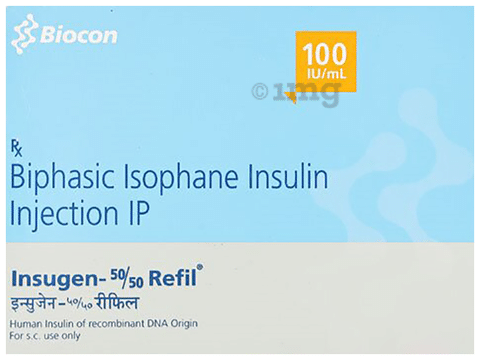 Biocon
100
IU/mL
©1mg
Rx
Biphasic Isophane Insulin
Injection IP
Insugen-50/50 Refil®
इन्सुजेन-५०/५० रीफिल
Human Insulin of recombinant DNA Origin
For s.c. use only